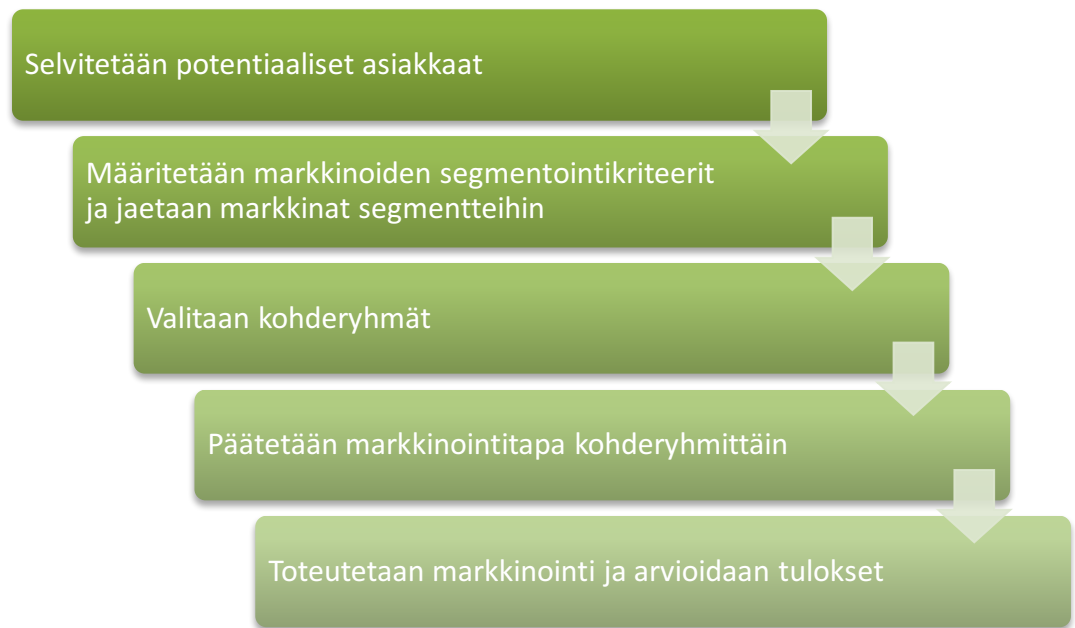 Selvitetään potentiaaliset asiakkaat
Määritetään markkinoiden segmentointikriteerit
ja jaetaan markkinat segmentteihin
Valitaan kohderyhmät
Päätetään markkinointitapa kohderyhmittäin
Toteutetaan markkinointi ja arvioidaan tulokset